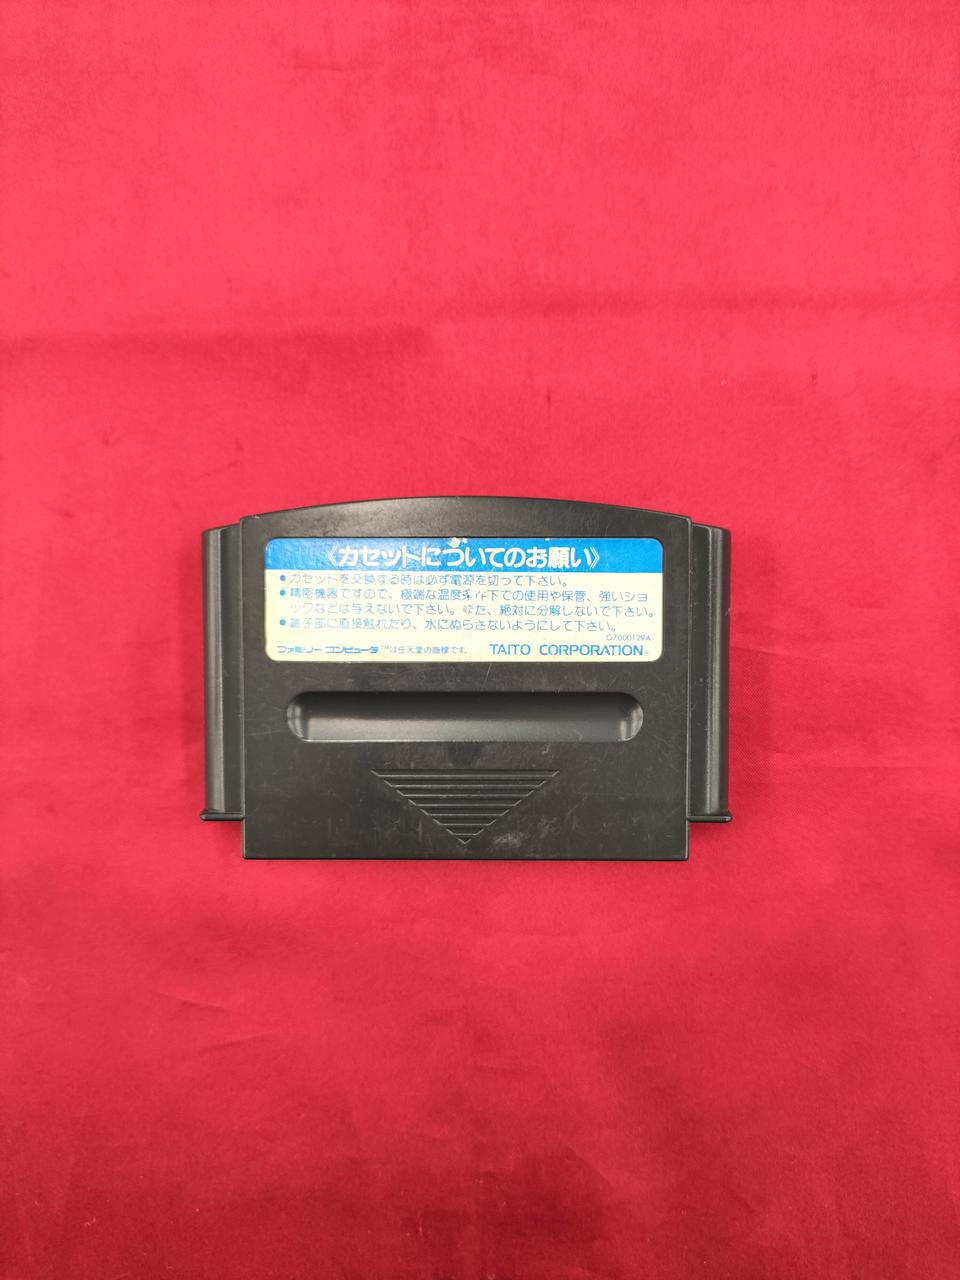 《カセットについてのお願い》
●カセットを交換する時は必ず電源を切って下さい。
●精密機器ですので、極端な温度条件下での使用や保管、強いショ
ックなどは与えないで下さい。また、絶対に分解しないで下さい。
●端子部に直接触れたり、水にぬらさないようにして下さい。
G7000129A
ファミリーコンピュータ™は任天堂の商標です。 TAITO CORPORATION®